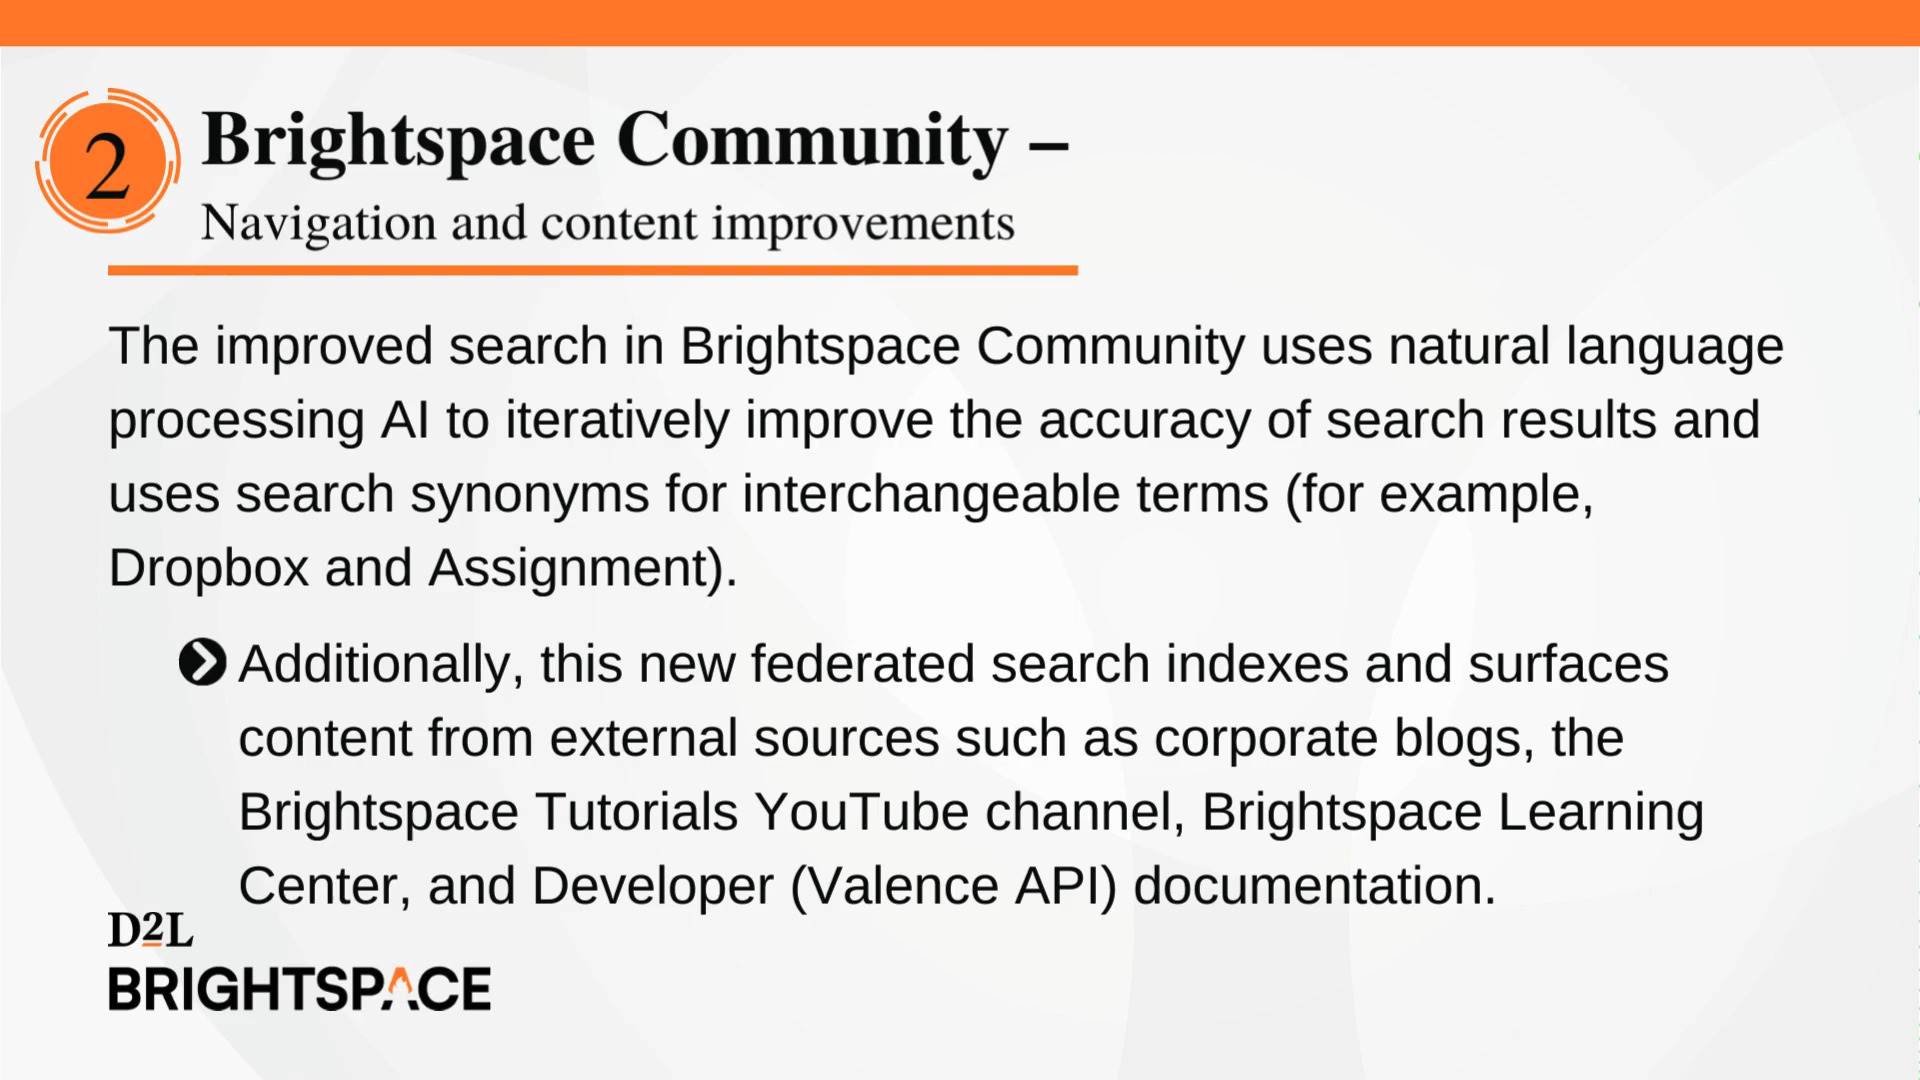 2
Brightspace Community –
Navigation and content improvements
The improved search in Brightspace Community uses natural language
processing AI to iteratively improve the accuracy of search results and
uses search synonyms for interchangeable terms (for example,
Dropbox and Assignment).
Additionally, this new federated search indexes and surfaces
content from external sources such as corporate blogs, the
Brightspace Tutorials YouTube channel, Brightspace Learning
Center, and Developer (Valence API) documentation.
D2L
BRIGHTSPACE